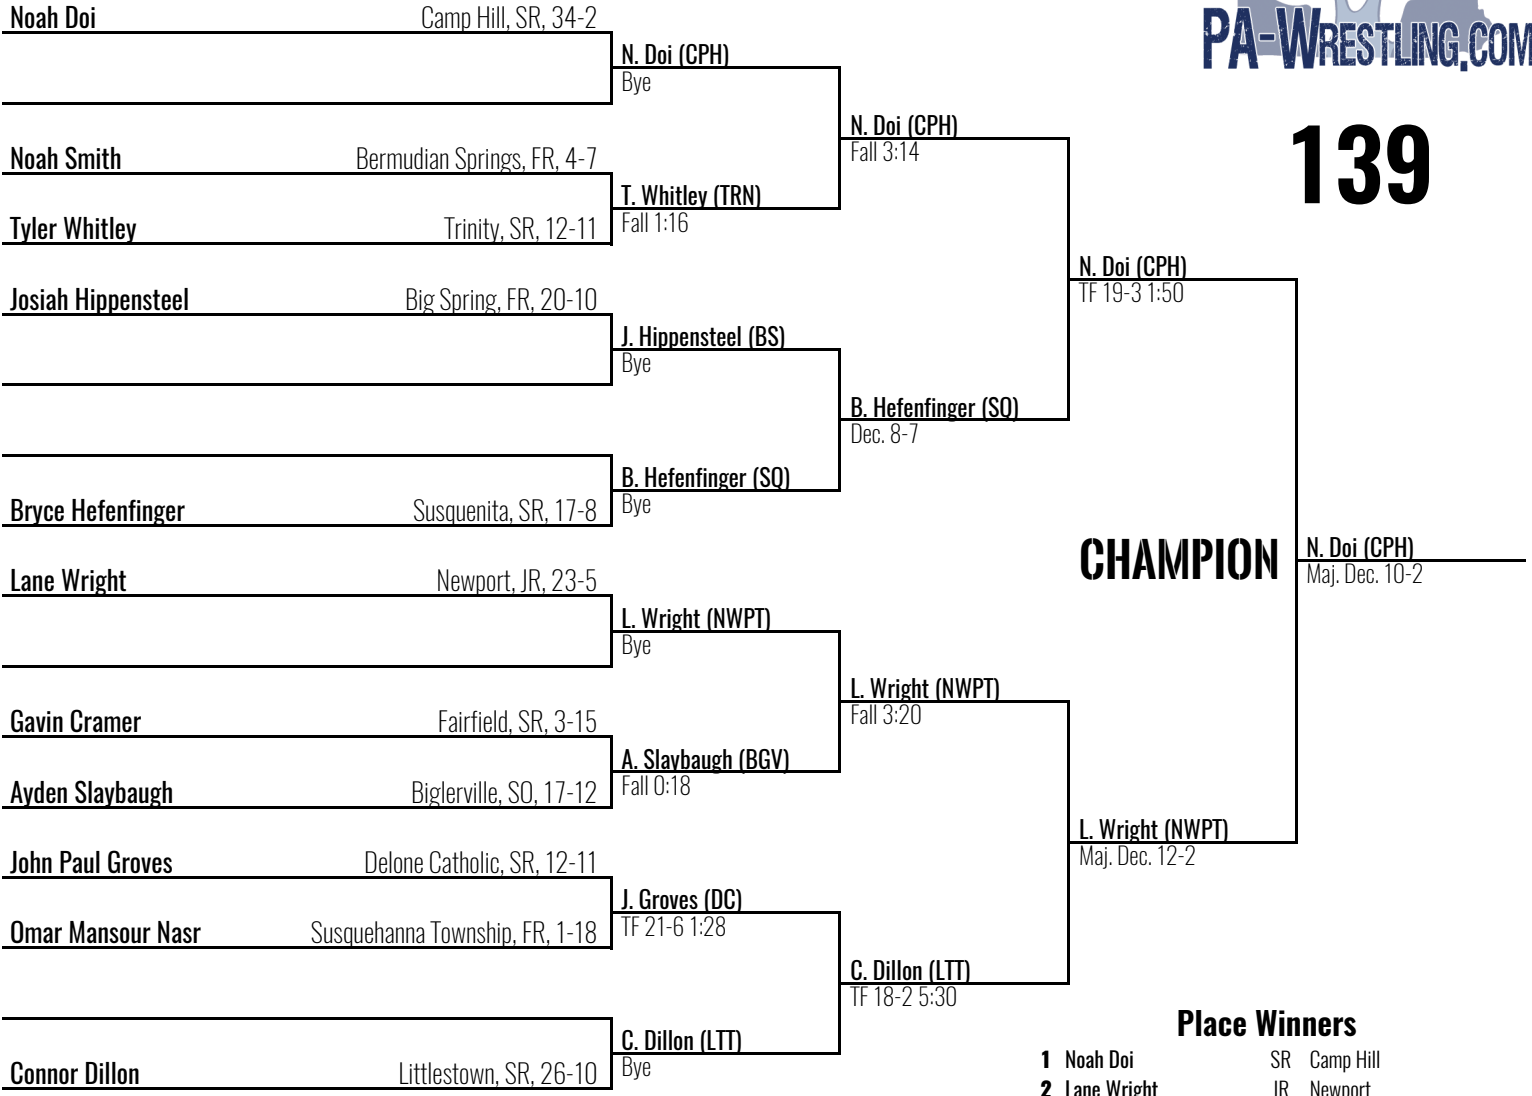 Noah Doi Camp Hill, SR, 34-2
PA-WRESTLING.COM
N. Doi (CPH)
Bye
N. Doi (CPH)
Fall 3:14
139
Noah Smith Bermudian Springs, FR, 4-7
T. Whitley (TRN)
Fall 1:16
Tyler Whitley Trinity, SR, 12-11
N. Doi (CPH)
TF 19-3 1:50
Josiah Hippensteel Big Spring, FR, 20-10
J. Hippensteel (BS)
Bye
B. Hefenfinger (SQ)
Dec. 8-7
B. Hefenfinger (SQ)
Bye
Bryce Hefenfinger Susquenita, SR, 17-8
CHAMPION
N. Doi (CPH)
Maj. Dec. 10-2
Lane Wright Newport, JR, 23-5
L. Wright (NWPT)
Bye
L. Wright (NWPT)
Fall 3:20
Gavin Cramer Fairfield, SR, 3-15
A. Slaybaugh (BGV)
Fall 0:18
Ayden Slaybaugh Biglerville, SO, 17-12
L. Wright (NWPT)
Maj. Dec. 12-2
John Paul Groves Delone Catholic, SR, 12-11
J. Groves (DC)
TF 21-6 1:28
Omar Mansour Nasr Susquehanna Township, FR, 1-18
C. Dillon (LTT)
TF 18-2 5:30
C. Dillon (LTT)
Bye
Connor Dillon Littlestown, SR, 26-10
Place Winners
1 Noah Doi SR Camp Hill
2 Lane Wright JR Newport